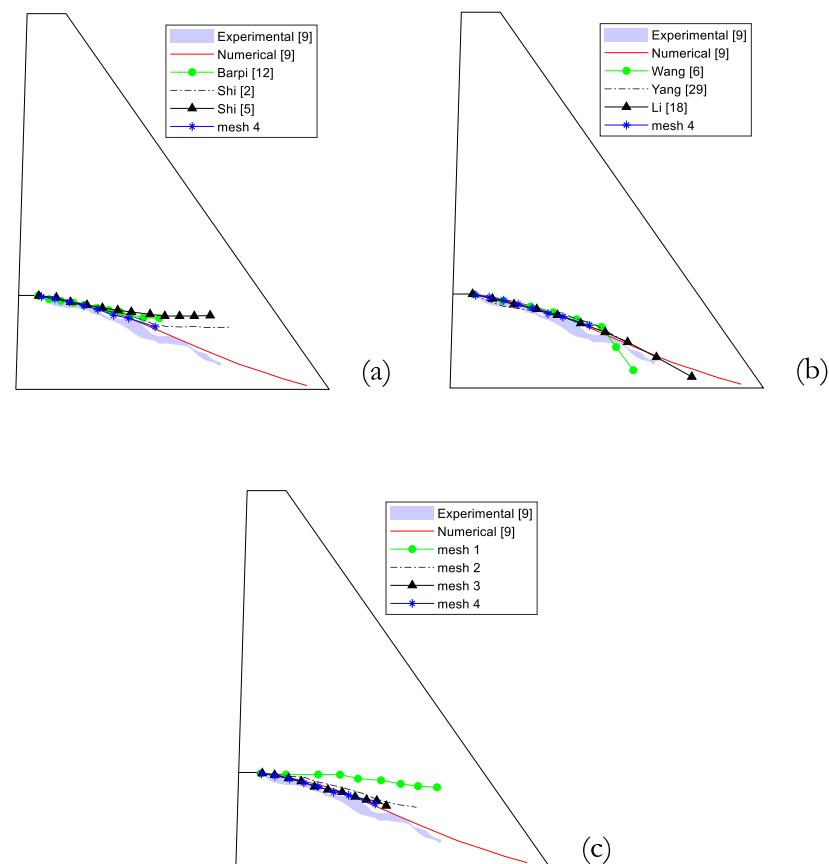 Experimental [9]
Numerical [9]
Barpi [12]
Shi [2]
Shi [5]
mesh 4
(a)
Experimental [9]
Numerical [9]
Wang [6]
Yang [29]
Li [18]
mesh 4
(b)
Experimental [9]
Numerical [9]
mesh 1
mesh 2
mesh 3
mesh 4
(c)